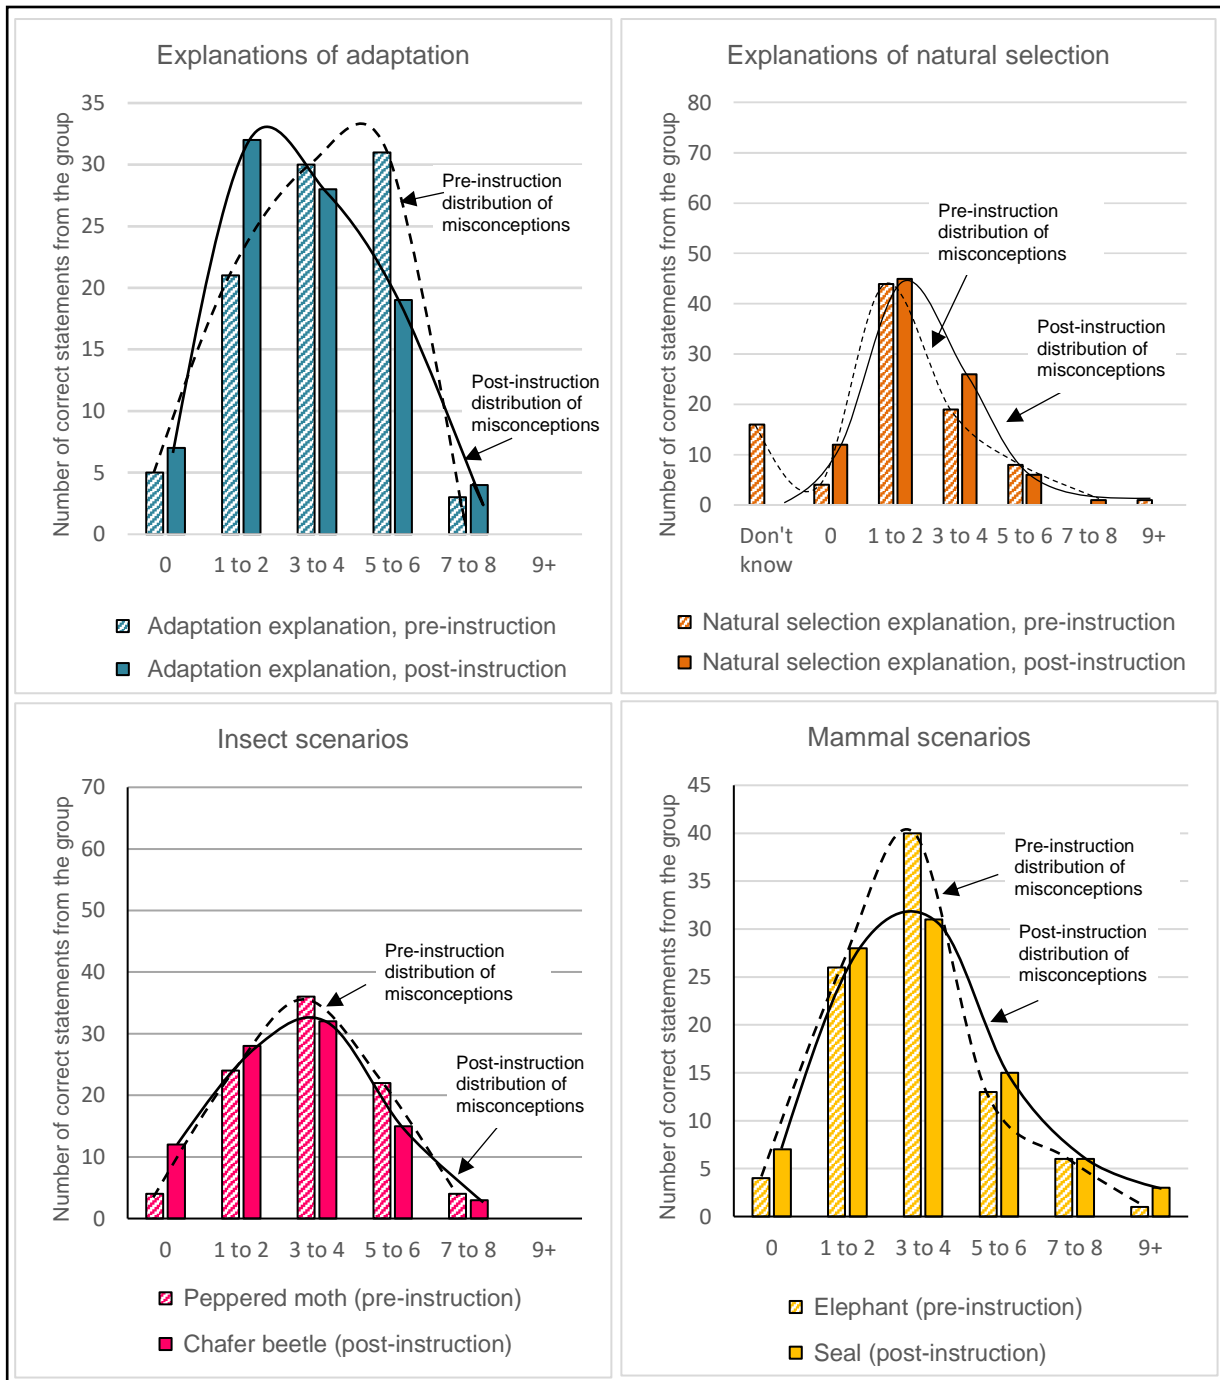 Explanations of adaptation
Number of correct statements from the group
35
30
25
20
15
10
5
0
Pre-instruction
distribution of
misconceptions
Post-instruction
distribution of
misconceptions
0 1 to 2 3 to 4 5 to 6 7 to 8 9+
Adaptation explanation, pre-instruction
Adaptation explanation, post-instruction
Explanations of natural selection
Number of correct statements from the group
80
70
60
50
40
30
20
10
0
Pre-instruction
distribution of
misconceptions
Post-instruction
distribution of
misconceptions
Don't
know
0 1 to 2 3 to 4 5 to 6 7 to 8 9+
Natural selection explanation, pre-instruction
Natural selection explanation, post-instruction
Insect scenarios
Number of correct statements from the group
70
60
50
40
30
20
10
0
Pre-instruction
distribution of
misconceptions
Post-instruction
distribution of
misconceptions
0 1 to 2 3 to 4 5 to 6 7 to 8 9+
Peppered moth (pre-instruction)
Chafer beetle (post-instruction)
Mammal scenarios
Number of correct statements from the group
45
40
35
30
25
20
15
10
5
0
Pre-instruction
distribution of
misconceptions
Post-instruction
distribution of
misconceptions
0 1 to 2 3 to 4 5 to 6 7 to 8 9+
Elephant (pre-instruction)
Seal (post-instruction)